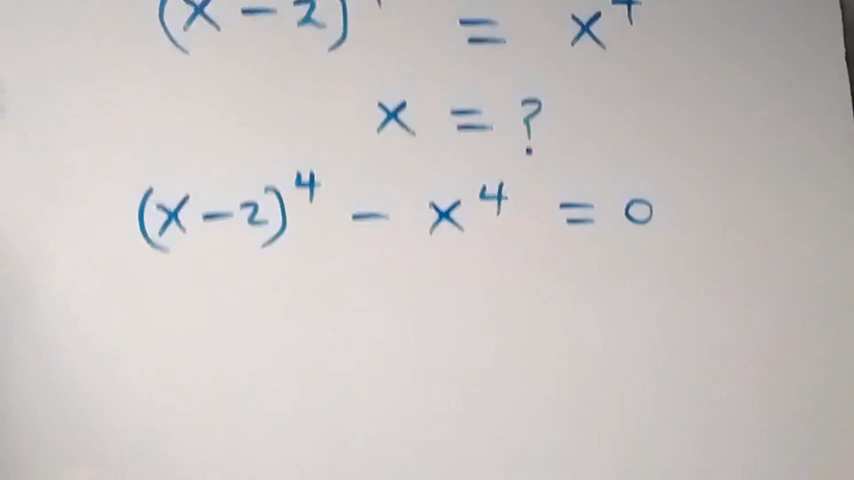 (x-2)⁴ = x⁴
x = ?
(x-2)⁴ - x⁴ = 0